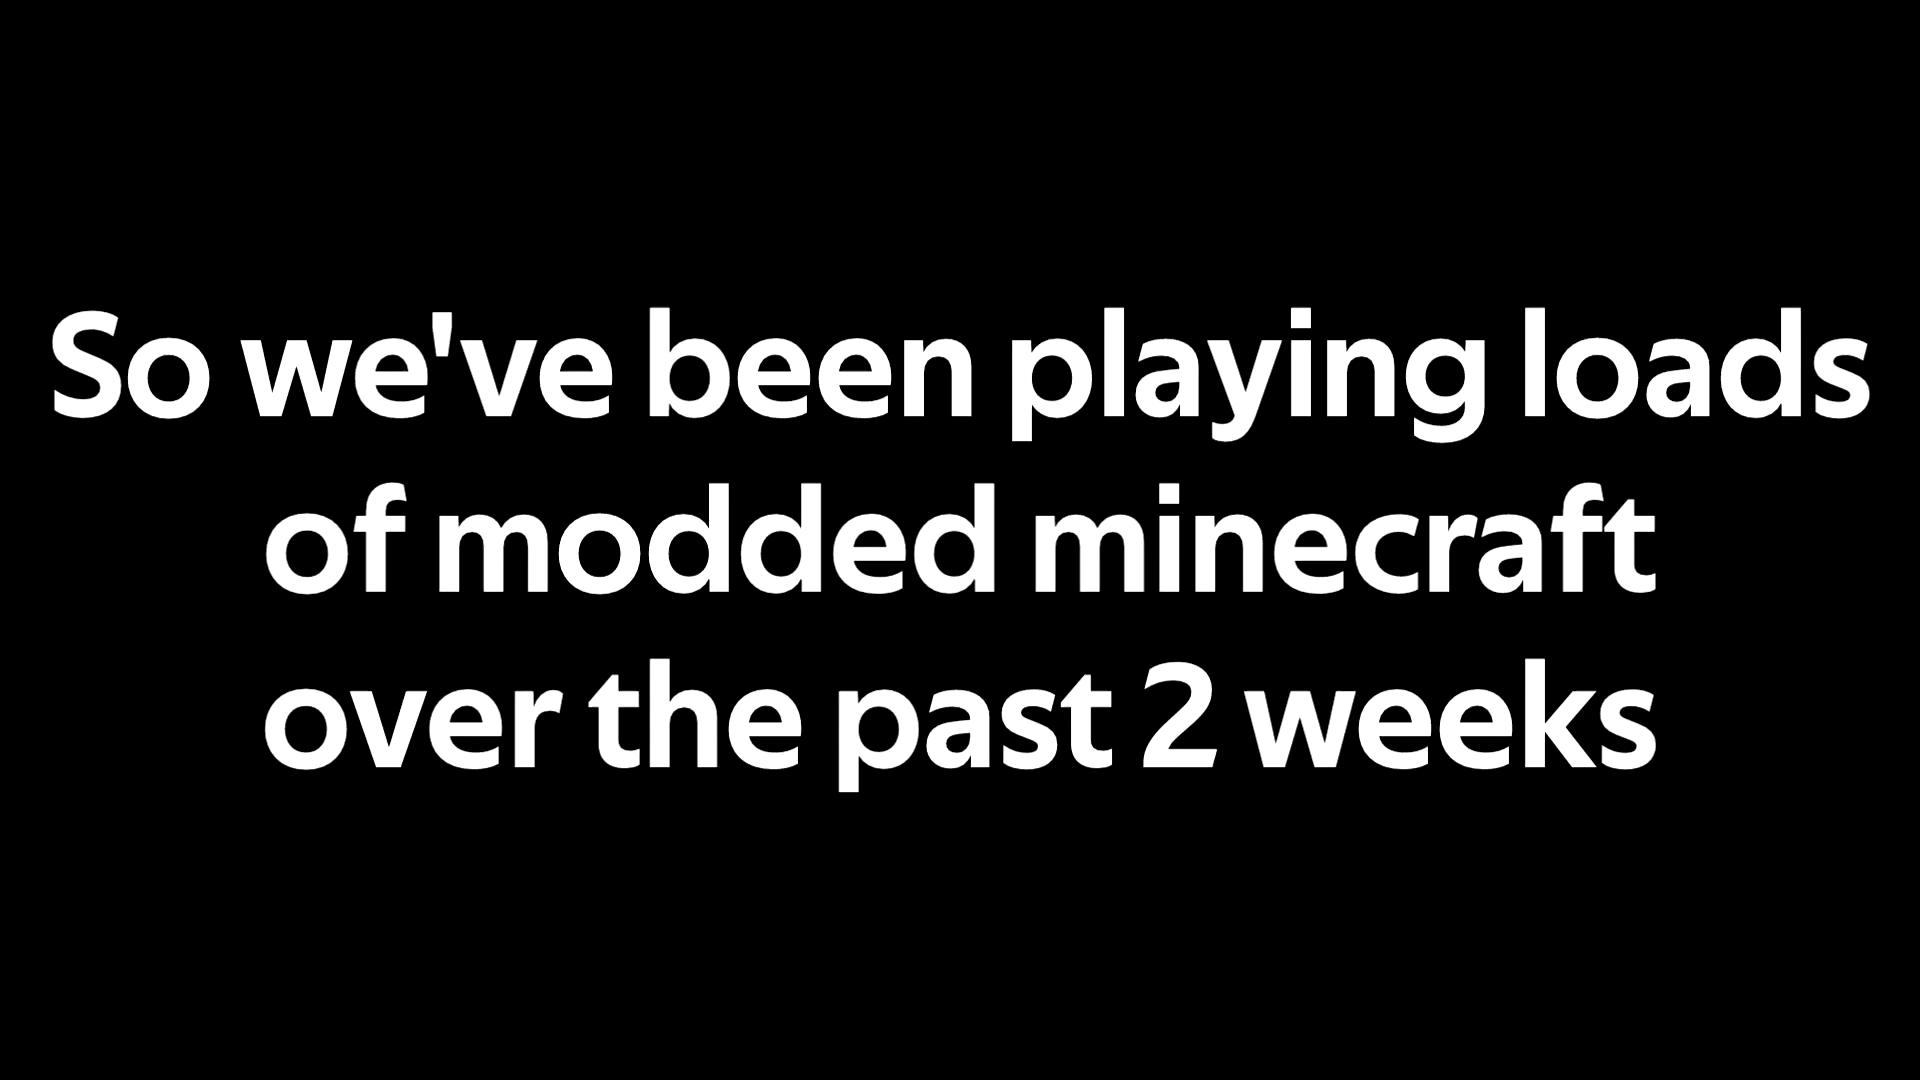 So we've been playing loads
of modded minecraft
over the past 2 weeks